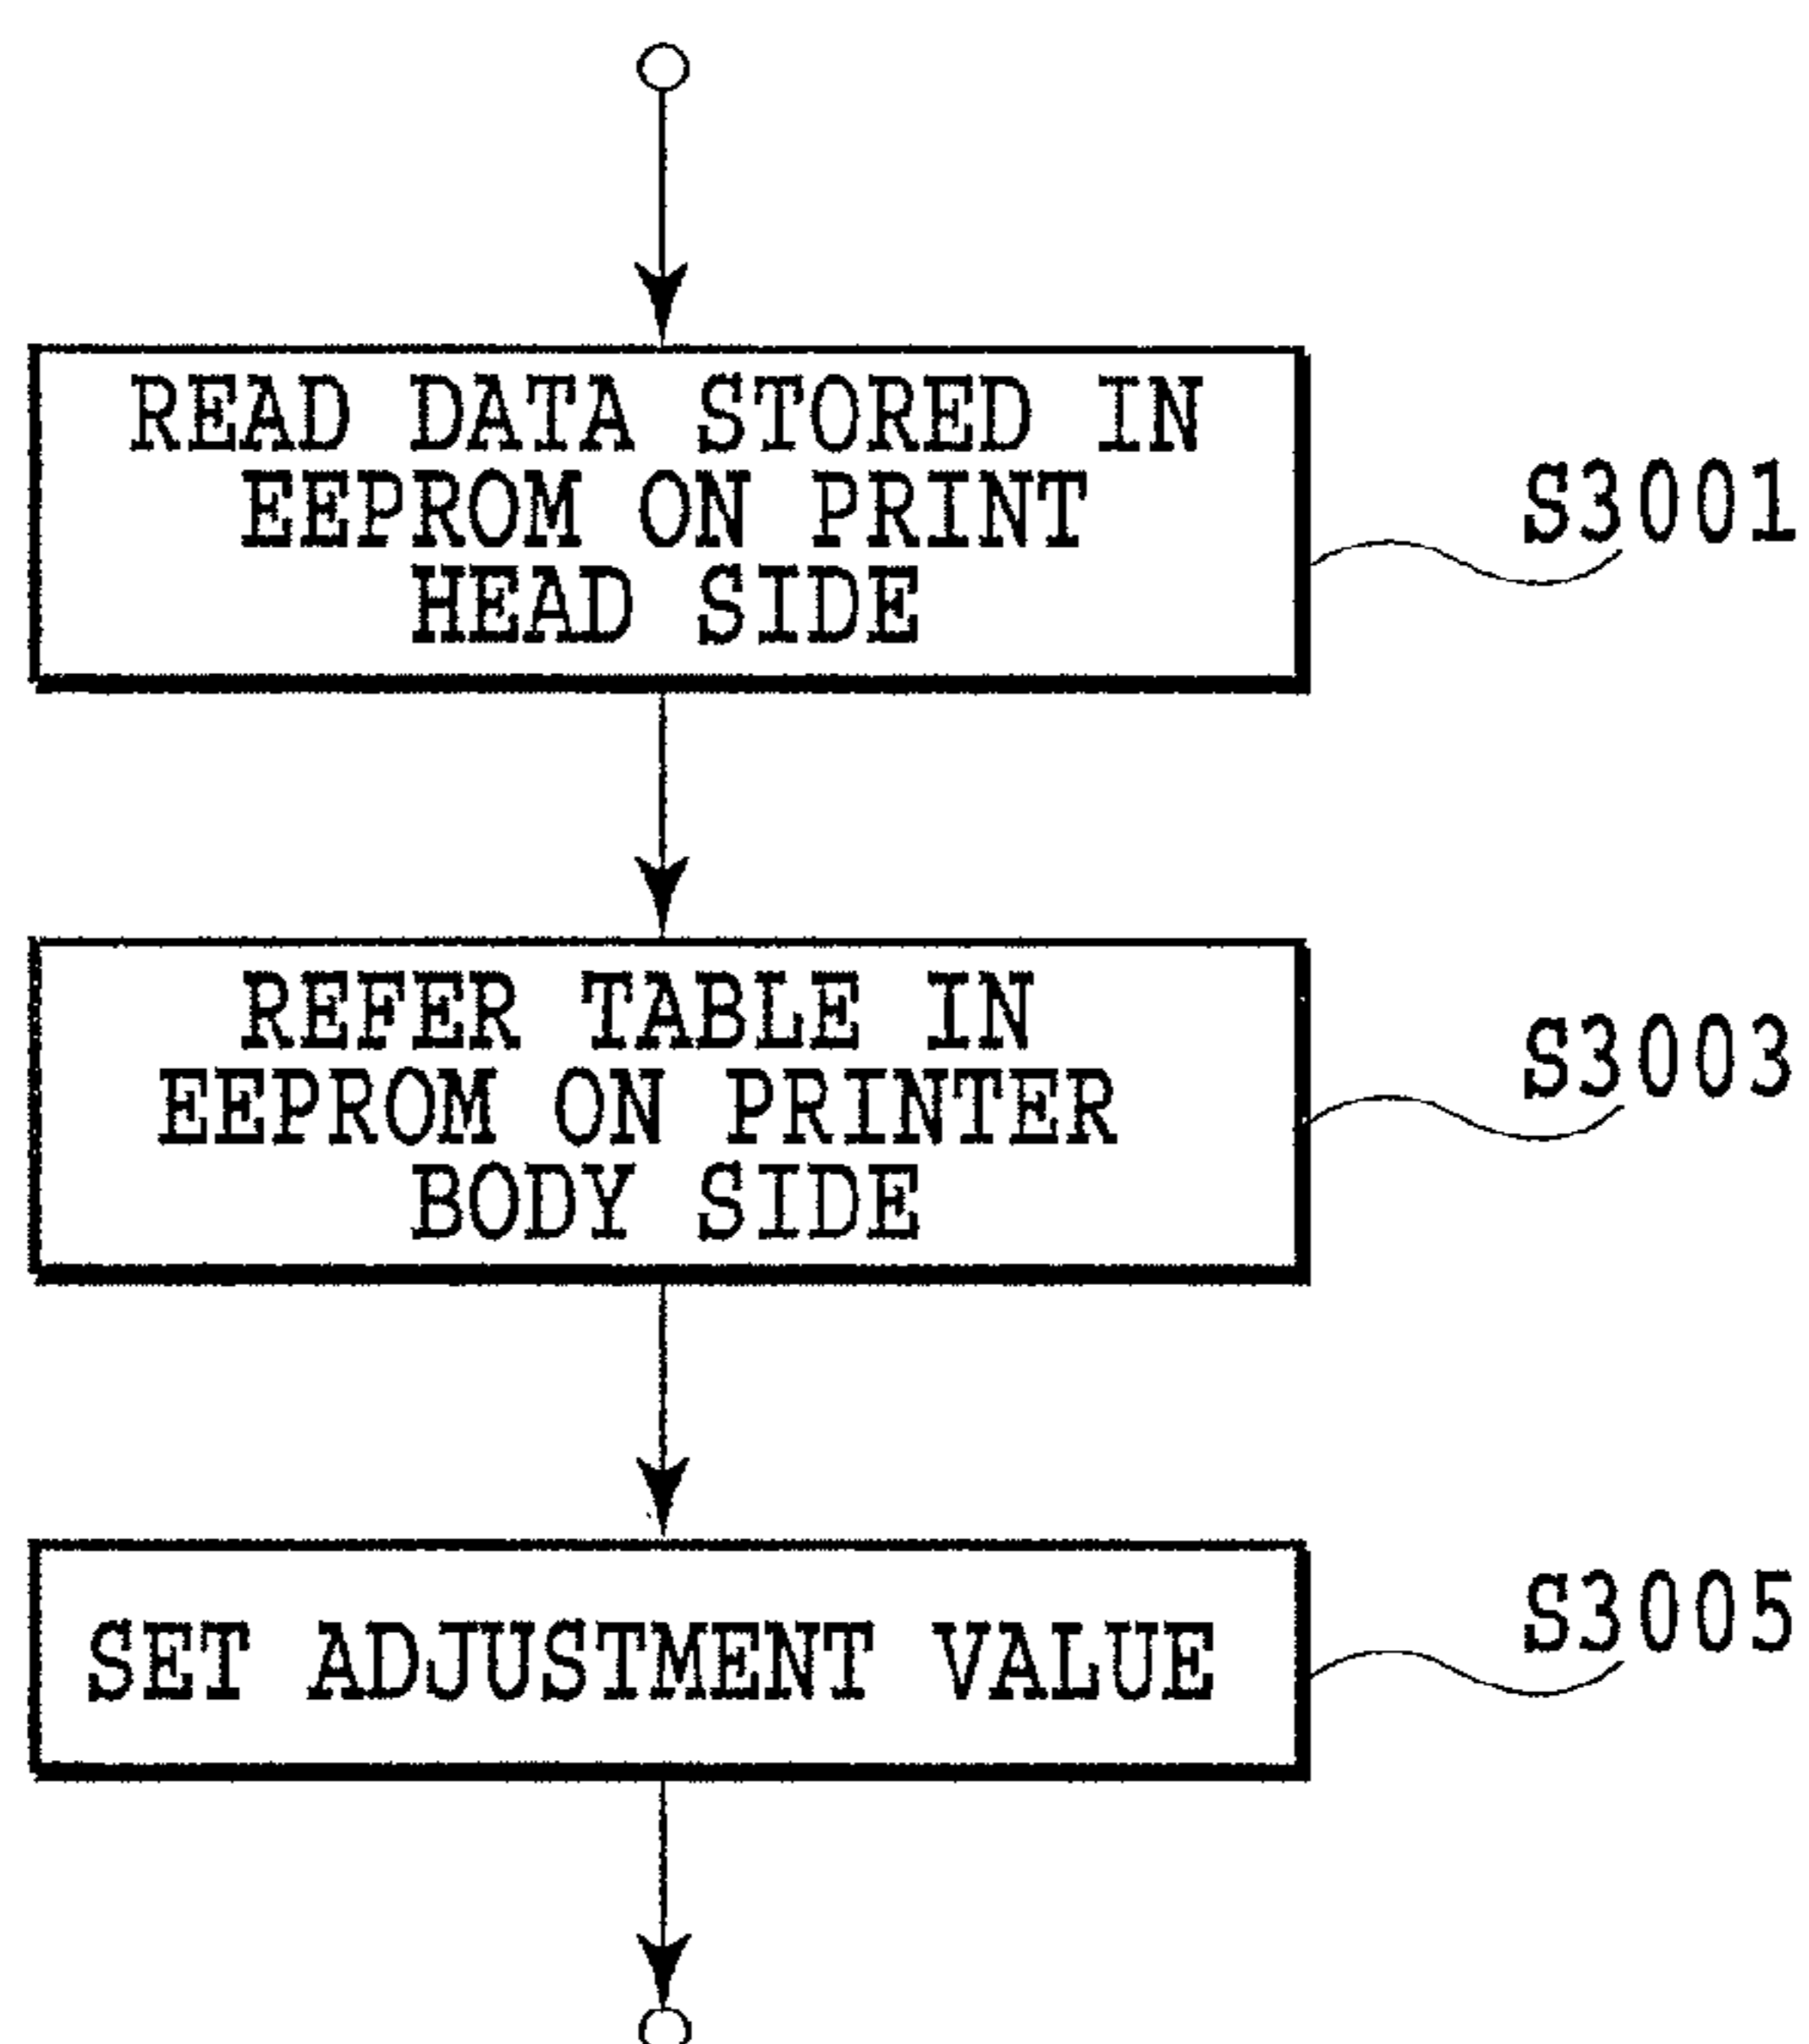 READ DATA STORED IN
EEPROM ON PRINT
HEAD SIDE
S3001
REFER TABLE IN
EEPROM ON PRINTER
BODY SIDE
S3003
SET ADJUSTMENT VALUE
S3005